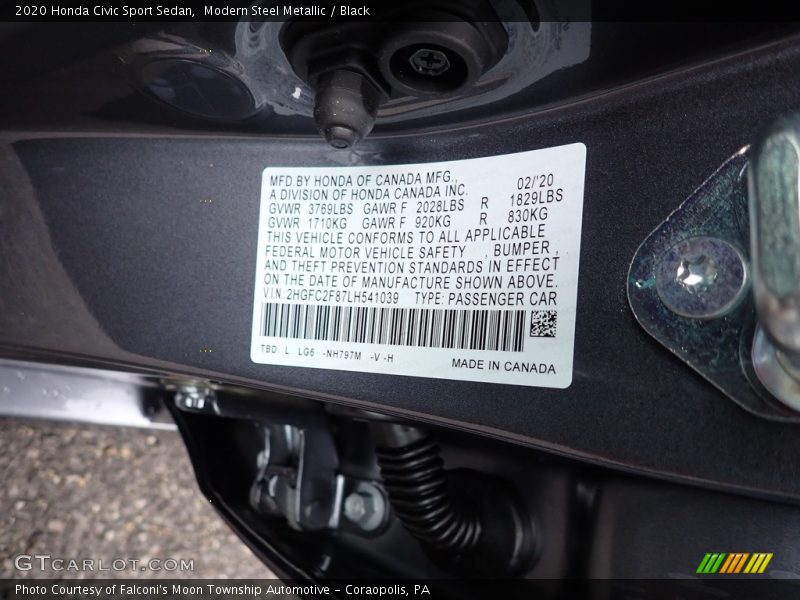 2020 Honda Civic Sport Sedan,  Modern Steel Metallic / Black
MFD.BY HONDA OF CANADA MFG., 02/'20
A DIVISION OF HONDA CANADA INC.
GVWR 3769LBS GAWR F 2028LBS R 1829LBS
GVWR 1710KG GAWR F 920KG R 830KG
THIS VEHICLE CONFORMS TO ALL APPLICABLE
FEDERAL MOTOR VEHICLE SAFETY , BUMPER ,
AND THEFT PREVENTION STANDARDS IN EFFECT
ON THE DATE OF MANUFACTURE SHOWN ABOVE.
V.I.N:2HGFC2F87LH541039 TYPE: PASSENGER CAR
TBD L LG6 -NH797M -V -H
MADE IN CANADA
GTCARLOT.COM
Photo Courtesy of Falconi's Moon Township Automotive - Coraopolis, PA